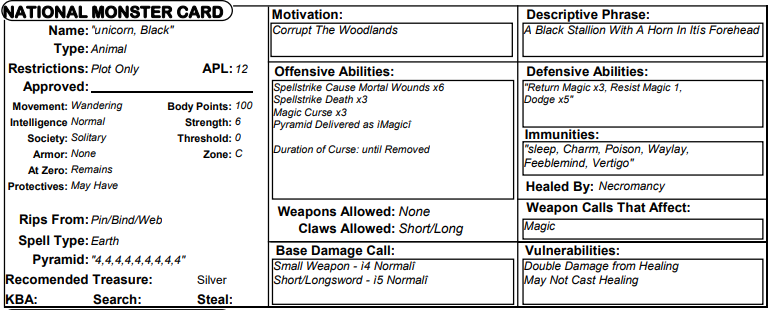 NATIONAL MONSTER CARD
Name: "unicorn, Black"
Type: Animal
Restrictions: Plot Only APL: 12
Approved:
Movement: Wandering Body Points: 100
Intelligence Normal Strength: 6
Society: Solitary Threshold: 0
Armor: None Zone: C
At Zero: Remains
Protectives: May Have
Rips From: Pin/Bind/Web
Spell Type: Earth
Pyramid: "4,4,4,4,4,4,4,4,4"
Recomended Treasure: Silver
KBA: Search: Steal:
Motivation:
Corrupt The Woodlands
Offensive Abilities:
Spellstrike Cause Mortal Wounds x6
Spellstrike Death x3
Magic Curse x3
Pyramid Delivered as ìMagicî
Duration of Curse: until Removed
Weapons Allowed: None
Claws Allowed: Short/Long
Base Damage Call:
Small Weapon - ì4 Normalî
Short/Longsword - ì5 Normalî
Descriptive Phrase:
A Black Stallion With A Horn In Itís Forehead
Defensive Abilities:
"Return Magic x3, Resist Magic 1,
Dodge x5"
Immunities:
"sleep, Charm, Poison, Waylay,
Feeblemind, Vertigo"
Healed By: Necromancy
Weapon Calls That Affect:
Magic
Vulnerabilities:
Double Damage from Healing
May Not Cast Healing